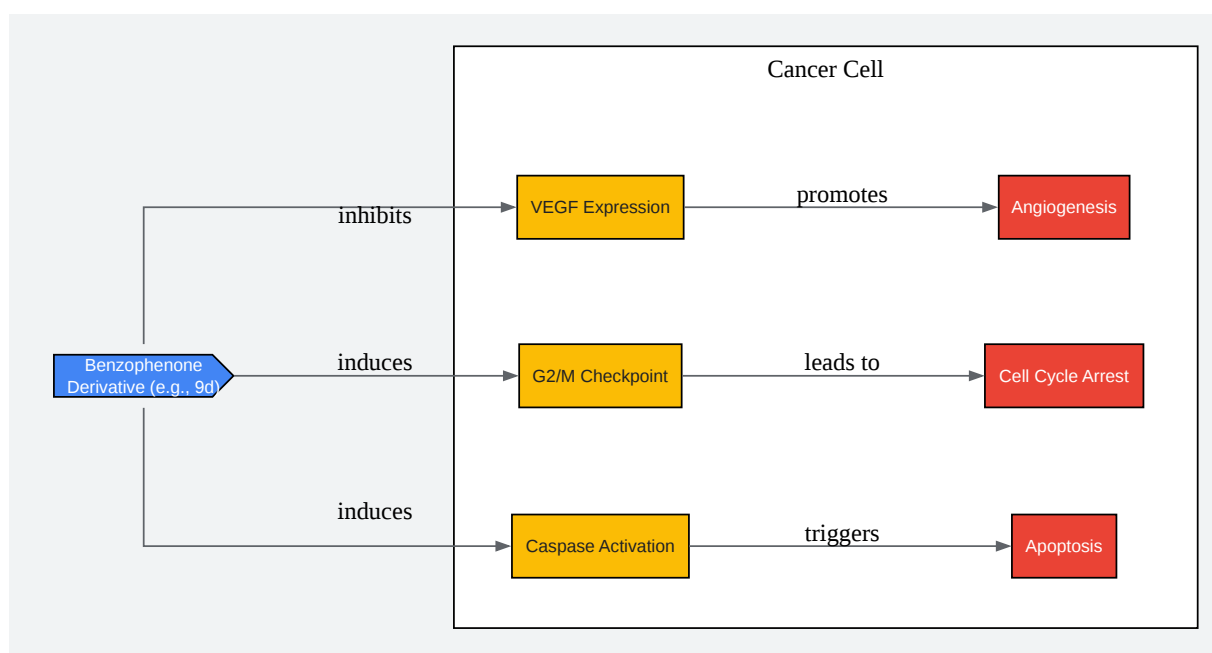 Cancer Cell
inhibits
VEGF Expression
promotes
Angiogenesis
Benzophenone
Derivative (e.g., 9d)
induces
G2/M Checkpoint
leads to
Cell Cycle Arrest
induces
Caspase Activation
triggers
Apoptosis